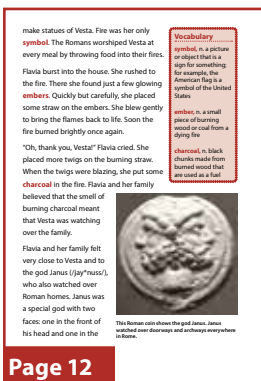 make statues of Vesta. Fire was her only
symbol. The Romans worshiped Vesta at
every meal by throwing food into their fires.
Flavia burst into the house. She rushed to
the fire. There she found just a few glowing
embers. Quickly but carefully, she placed
some straw on the embers. She blew gently
to bring the flames back to life. Soon the
fire burned brightly once again.
"Oh, thank you, Vesta!" Flavia cried. She
placed more twigs on the burning straw.
When the twigs were blazing, she put some
charcoal in the fire. Flavia and her family
believed that the smell of
burning charcoal meant
that Vesta was watching
over the family.
Flavia and her family felt
very close to Vesta and to
the god Janus (/jay*nuss/),
who also watched over
Roman homes. Janus was
a special god with two
faces: one in the front of
his head and one in the
Vocabulary
symbol, n. a picture
or object that is a
sign for something;
for example, the
American flag is a
symbol of the United
States
ember, n. a small
piece of burning
wood or coal from a
dying fire
charcoal, n. black
chunks made from
burned wood that
are used as a fuel
This Roman coin shows the god Janus. Janus
watched over doorways and archways everywhere
in Rome.
Page 12